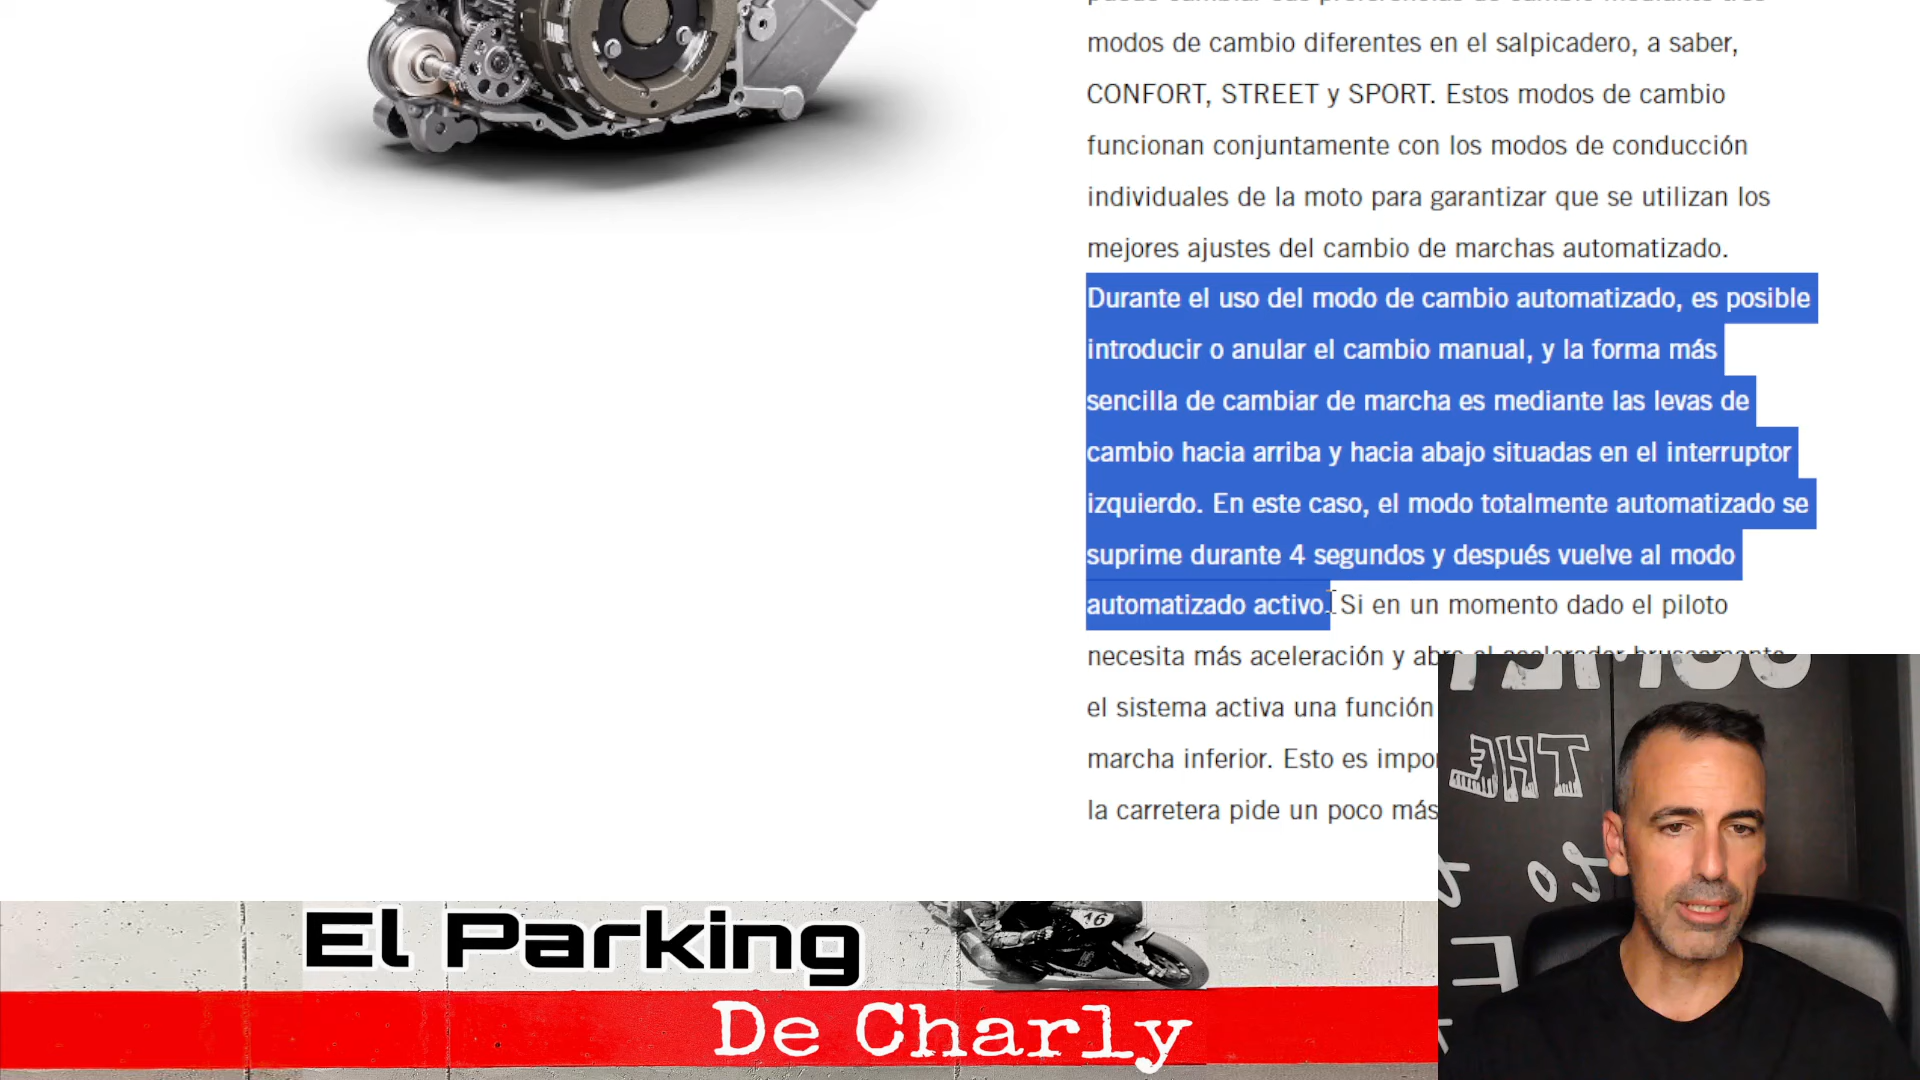 modos de cambio diferentes en el salpicadero, a saber,
CONFORT, STREET y SPORT. Estos modos de cambio
funcionan conjuntamente con los modos de conducción
individuales de la moto para garantizar que se utilizan los
mejores ajustes del cambio de marchas automatizado.
Durante el uso del modo de cambio automatizado, es posible
introducir o anular el cambio manual, y la forma más
sencilla de cambiar de marcha es mediante las levas de
cambio hacia arriba y hacia abajo situadas en el interruptor
izquierdo. En este caso, el modo totalmente automatizado se
suprime durante 4 segundos y después vuelve al modo
automatizado activo. Si en un momento dado el piloto
necesita más aceleración y abre el acelerador bruscamente
el sistema activa una función
marcha inferior. Esto es
la carretera pide un poco más
THE
El Parking
16
De Charly